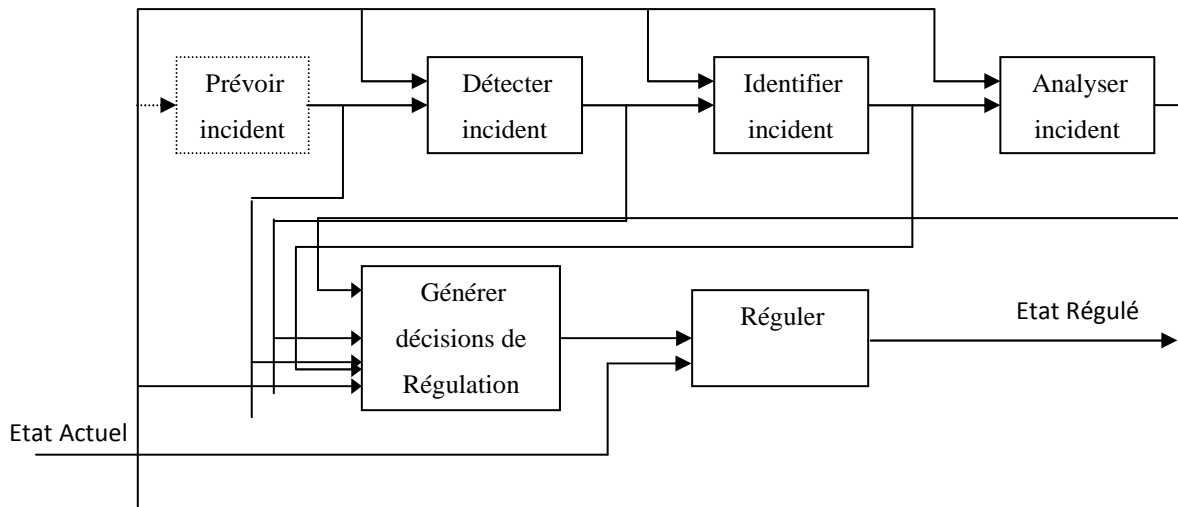 Prévoir
incident
Détecter
incident
Identifier
incident
Analyser
incident
Générer
décisions de
Régulation
Réguler
Etat Régulé
Etat Actuel